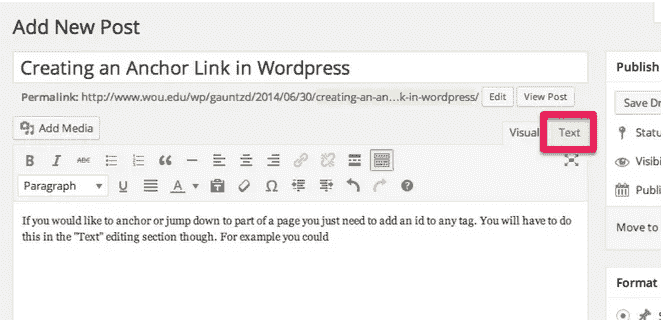 Add New Post
Creating an Anchor Link in Wordpress
Permalink: http://www.wou.edu/wp/gauntzd/2014/06/30/creating-an-an...k-in-wordpress/ Edit View Post
Add Media
Visual Text
B I ABC
Paragraph U A Ω ?
If you would like to anchor or jump down to part of a page you just need to add an id to any tag. You will have to do
this in the "Text" editing section though. For example you could
Publish
Save Dr
Statu
Visibi
Publis
Move to
Format